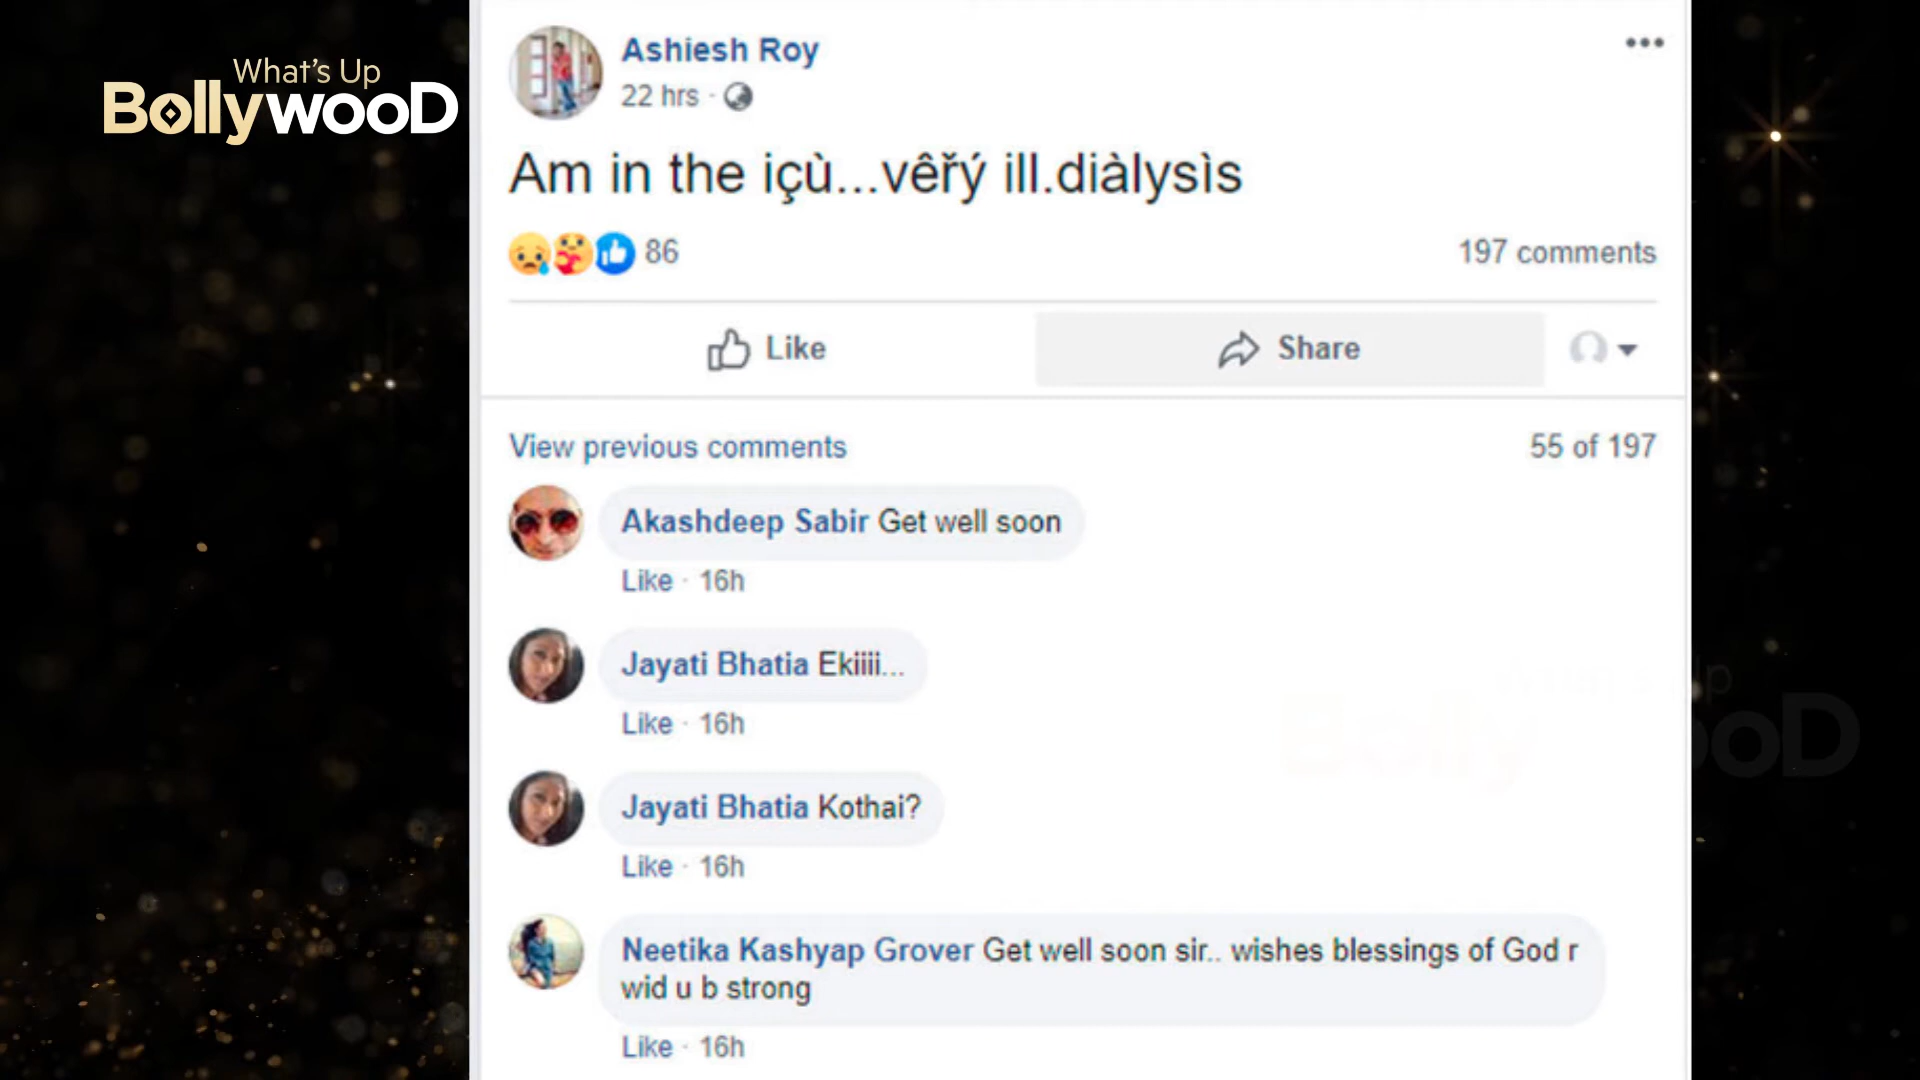 What's Up
BollywooD
Ashiesh Roy
22 hrs ·
Am in the içù...vêřý ill.diàlysìs
86
197 comments
Like
Share
View previous comments
55 of 197
Akashdeep Sabir Get well soon
Like · 16h
Jayati Bhatia Ekiiii...
Like · 16h
Jayati Bhatia Kothai?
Like · 16h
Neetika Kashyap Grover Get well soon sir.. wishes blessings of God r
wid u b strong
Like · 16h